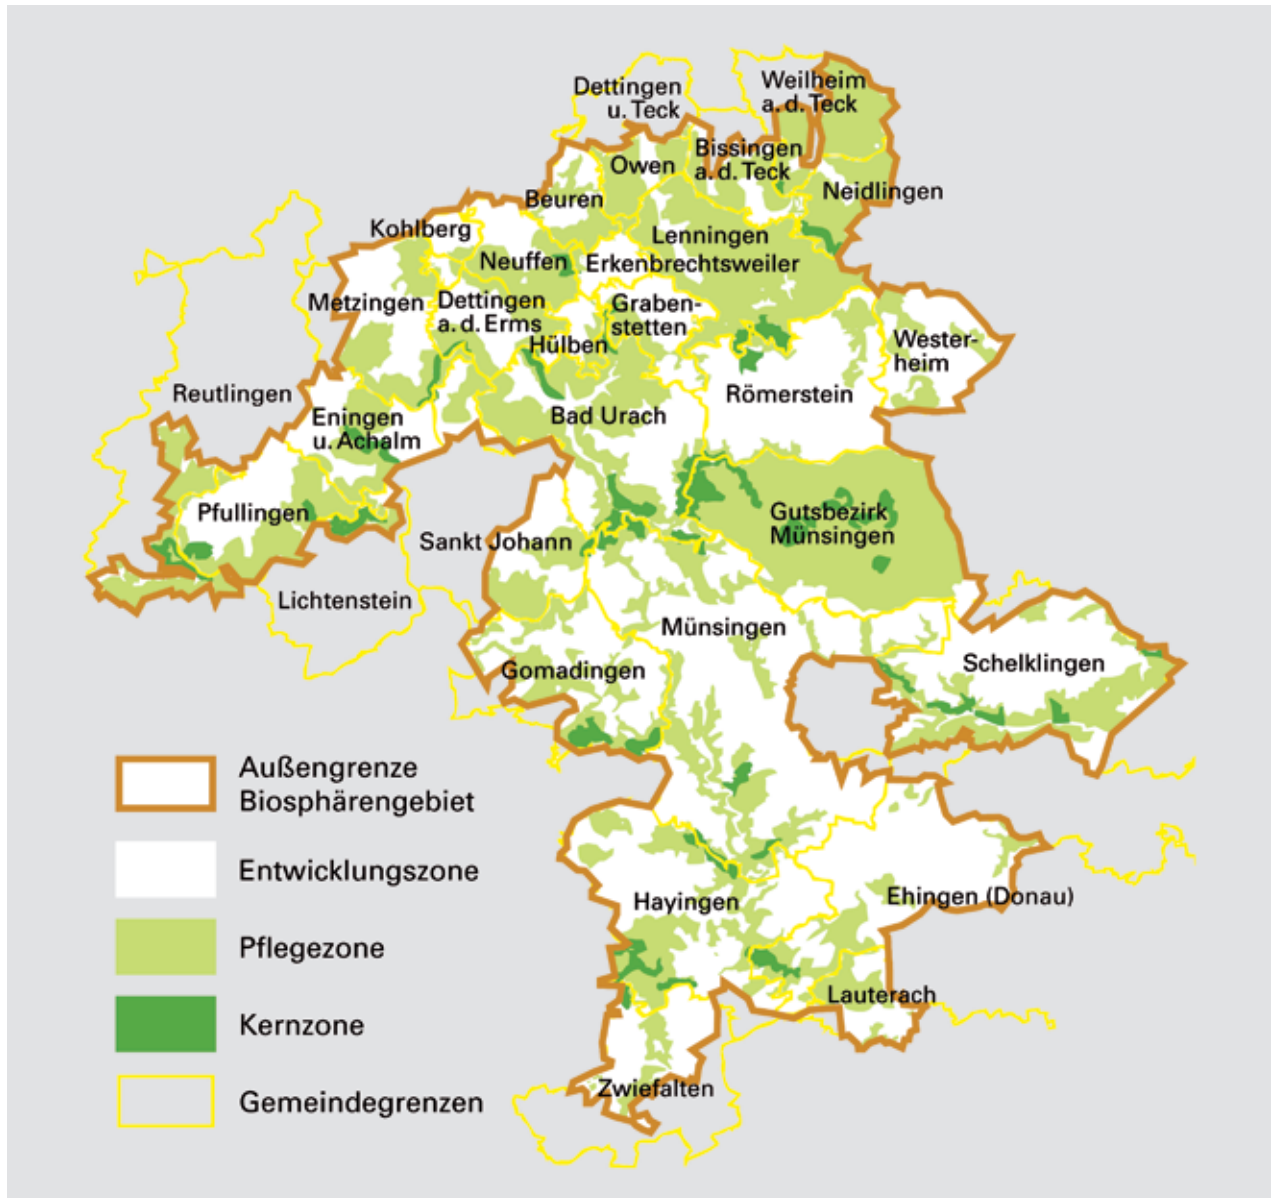 Dettingen
u. Teck
Weilheim
a. d. Teck
Bissingen
a. d. Teck
Owen
Neidlingen
Beuren
Kohlberg
Lenningen
Neuffen
Erkenbrechtsweiler
Metzingen
Dettingen
a. d. Erms
Graben-
stetten
Hülben
Wester-
heim
Reutlingen
Römerstein
Eningen
u. Achalm
Bad Urach
Pfullingen
Gutsbezirk
Münsingen
Sankt Johann
Lichtenstein
Münsingen
Gomadingen
Schelklingen
Außengrenze
Biosphärengebiet
Entwicklungszone
Hayingen
Ehingen (Donau)
Pflegezone
Lauterach
Kernzone
Zwiefalten
Gemeindegrenzen